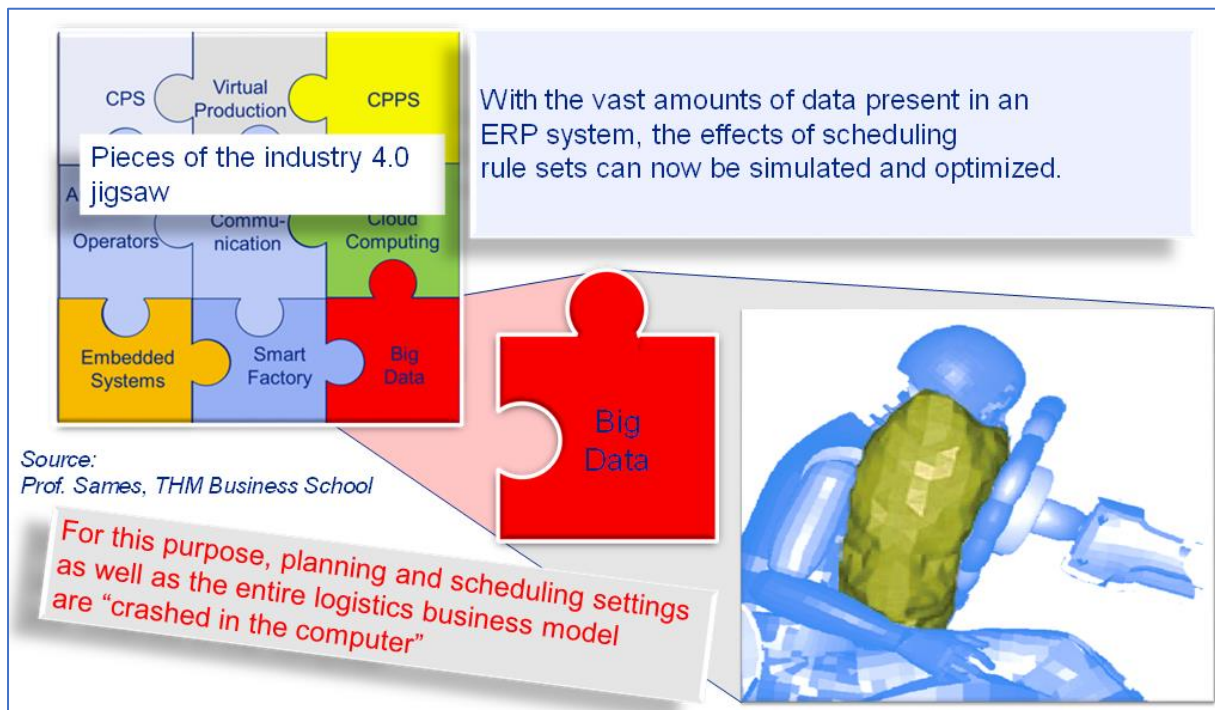 CPS
Virtual
Production
CPPS
Pieces of the industry 4.0
jigsaw
A
Operators
Commu-
nication
Cloud
Computing
Embedded
Systems
Smart
Factory
Big
Data
With the vast amounts of data present in an
ERP system, the effects of scheduling
rule sets can now be simulated and optimized.
Big
Data
Source:
Prof. Sames, THM Business School
For this purpose, planning and scheduling settings
as well as the entire logistics business model
are “crashed in the computer”